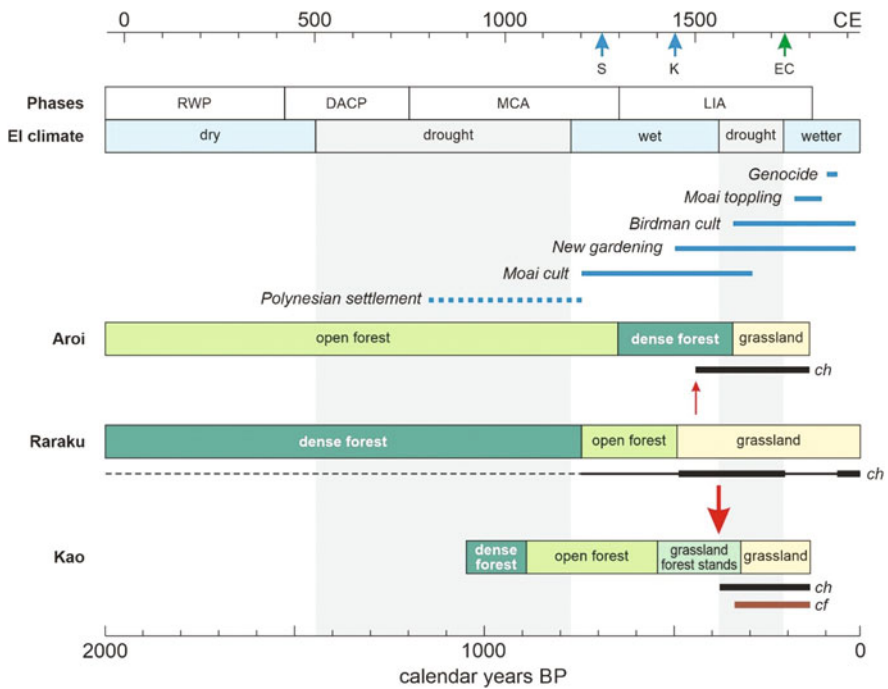 0 500 1000 1500 CE
S K EC
Phases RWP DACP MCA LIA
EI climate dry drought wet drought wetter
Genocide
Moai toppling
Birdman cult
New gardening
Moai cult
Polynesian settlement
Aroi open forest dense forest grassland
ch
Raraku dense forest open forest grassland
ch
Kao dense forest open forest grassland forest stands grassland
ch
cf
2000 1000 0
calendar years BP